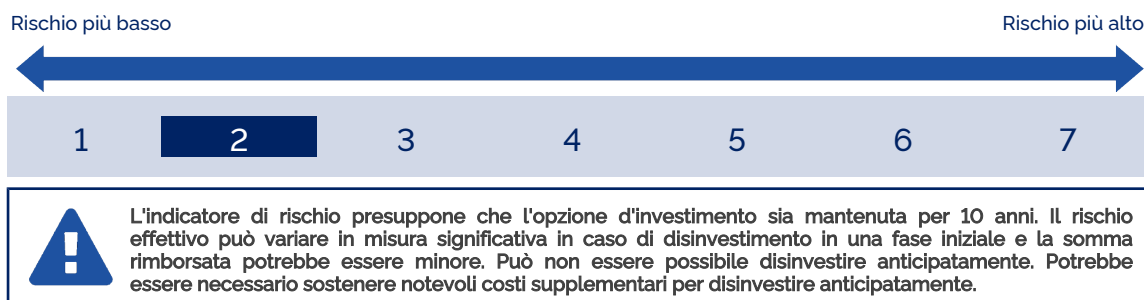 Rischio più basso Rischio più alto
1 2 3 4 5 6 7
L'indicatore di rischio presuppone che l'opzione d'investimento sia mantenuta per 10 anni. Il rischio
effettivo può variare in misura significativa in caso di disinvestimento in una fase iniziale e la somma
rimborsata potrebbe essere minore. Può non essere possibile disinvestire anticipatamente. Potrebbe
essere necessario sostenere notevoli costi supplementari per disinvestire anticipatamente.